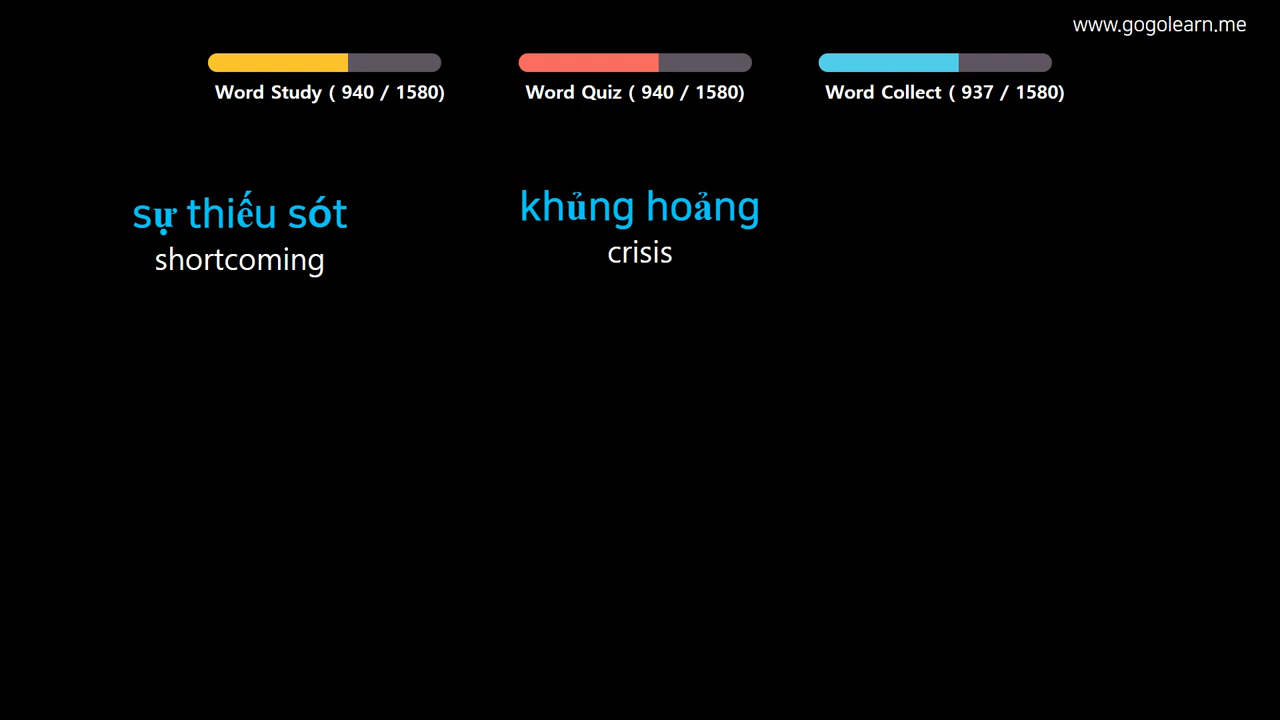 www.gogolearn.me
Word Study ( 940 / 1580)
Word Quiz ( 940 / 1580)
Word Collect ( 937 / 1580)
sự thiếu sót
shortcoming
khủng hoảng
crisis